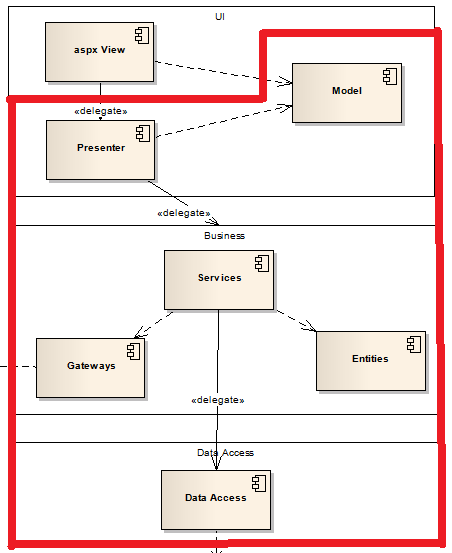 UI
aspx View
Model
«delegate»
Presenter
«delegate»
Business
Services
Gateways
Entities
«delegate»
Data Access
Data Access